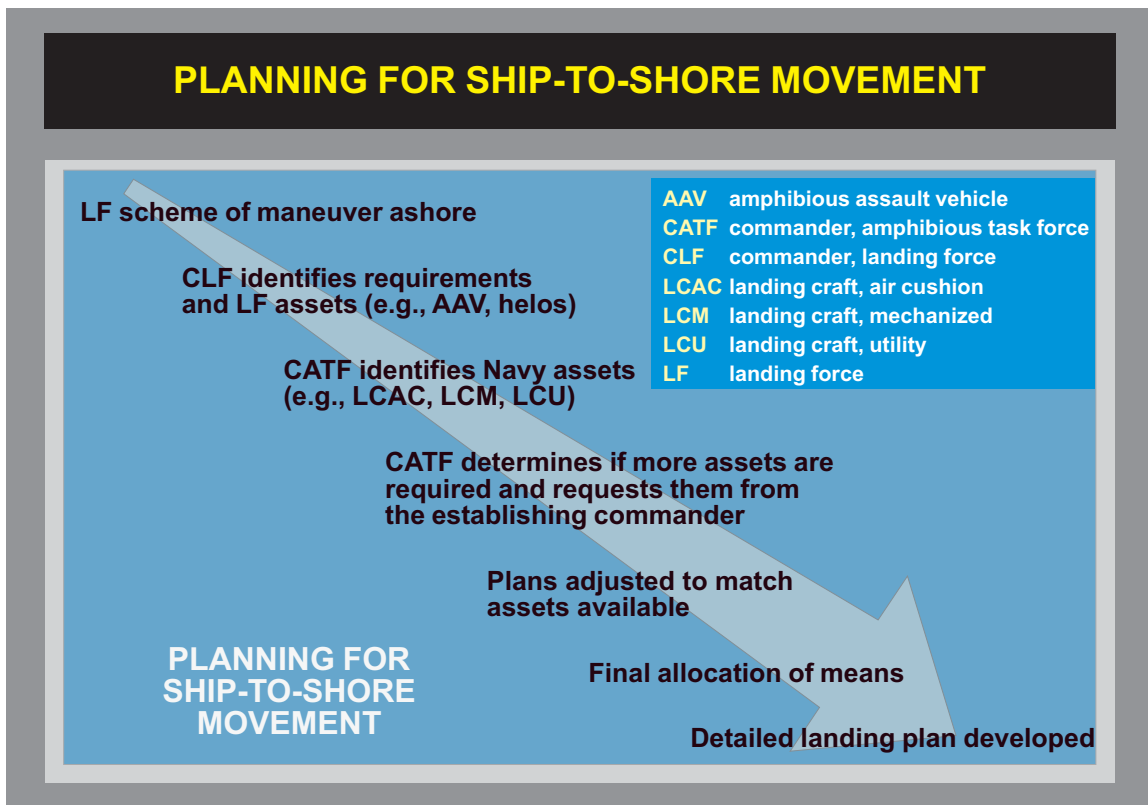 PLANNING FOR SHIP-TO-SHORE MOVEMENT
LF scheme of maneuver ashore
CLF identifies requirements
and LF assets (e.g., AAV, helos)
CATF identifies Navy assets
(e.g., LCAC, LCM, LCU)
CATF determines if more assets are
required and requests them from
the establishing commander
Plans adjusted to match
assets available
Final allocation of means
Detailed landing plan developed
AAV amphibious assault vehicle
CATF commander, amphibious task force
CLF commander, landing force
LCAC landing craft, air cushion
LCM landing craft, mechanized
LCU landing craft, utility
LF landing force
PLANNING FOR
SHIP-TO-SHORE
MOVEMENT